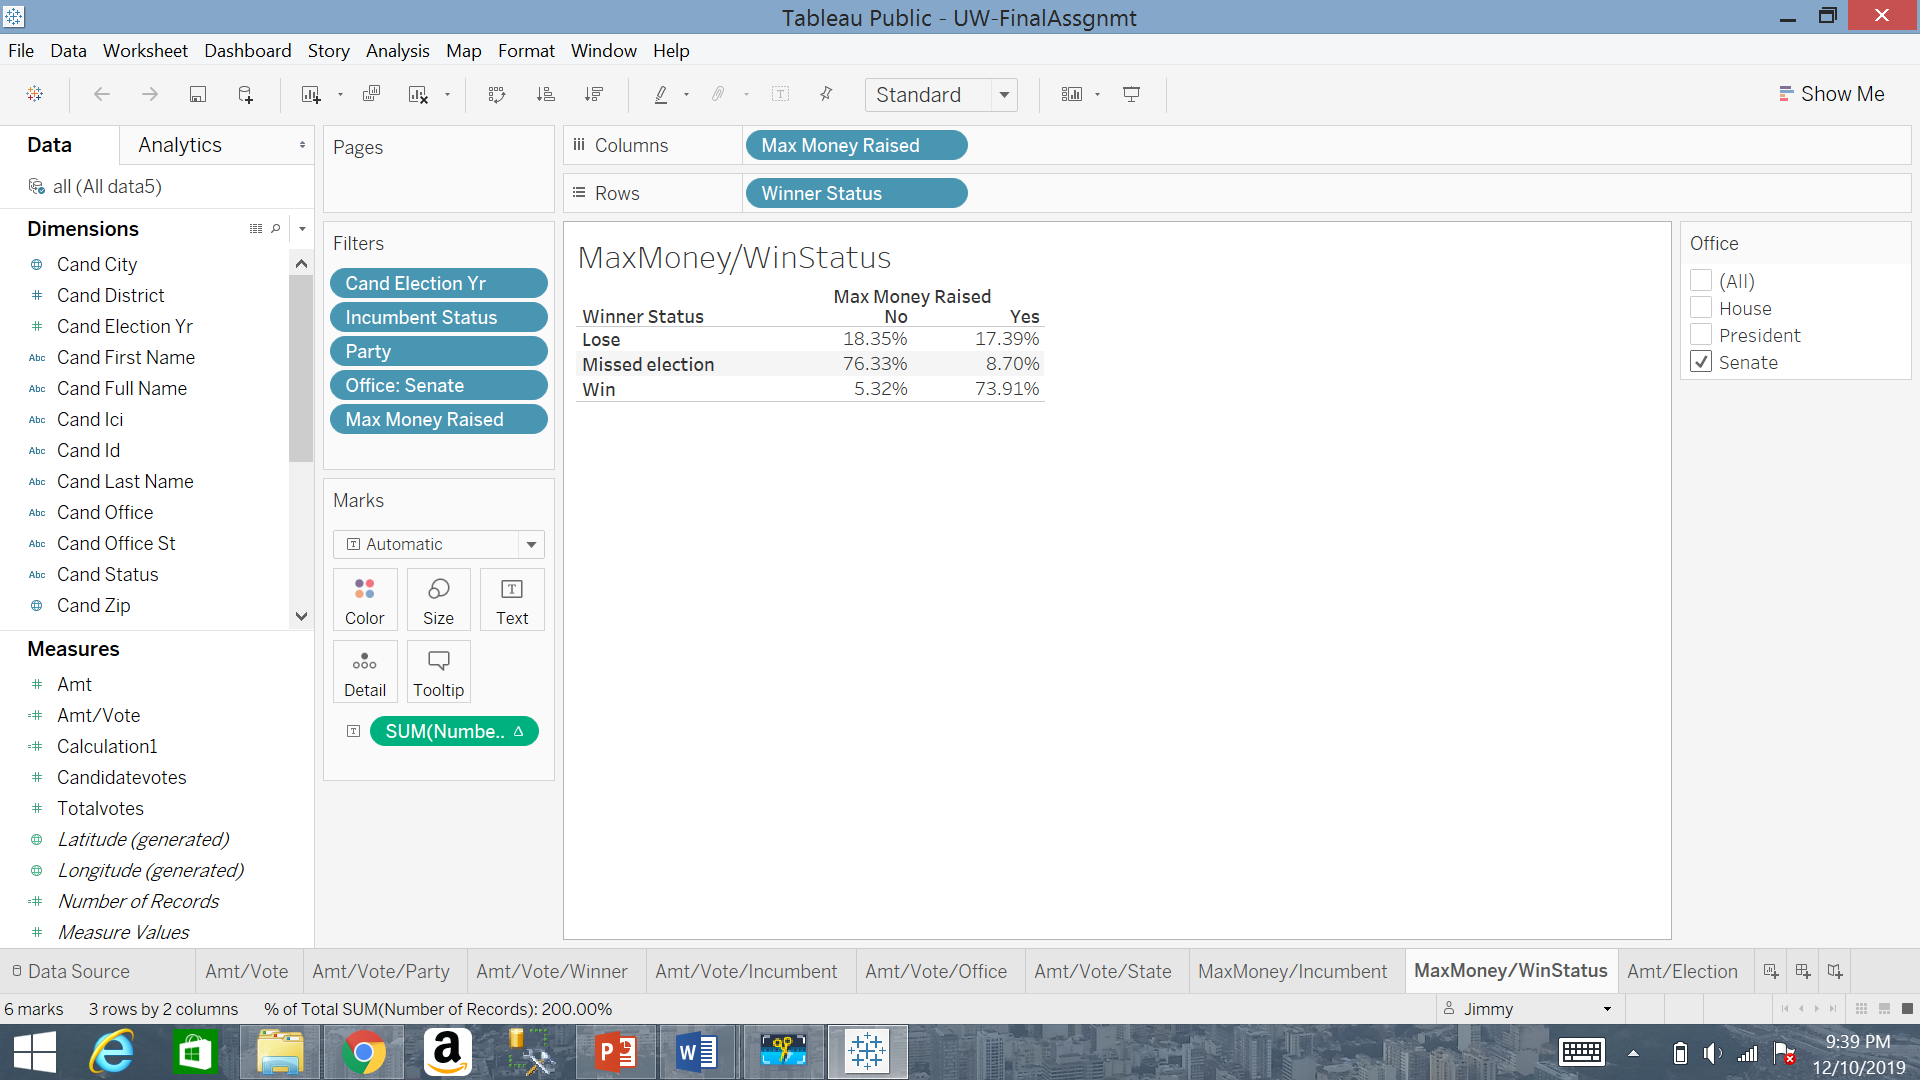 Tableau Public - UW-FinalAssgnmt
File Data Worksheet Dashboard Story Analysis Map Format Window Help
Standard
Show Me
Data Analytics
all (All data5)
Dimensions
Cand City
# Cand District
# Cand Election Yr
Abc Cand First Name
Abc Cand Full Name
Abc Cand Ici
Abc Cand Id
Abc Cand Last Name
Abc Cand Office
Abc Cand Office St
Abc Cand Status
Cand Zip
Measures
# Amt
=# Amt/Vote
=# Calculation1
# Candidatevotes
# Totalvotes
Latitude (generated)
Longitude (generated)
=# Number of Records
# Measure Values
Pages
Filters
Cand Election Yr
Incumbent Status
Party
Office: Senate
Max Money Raised
Marks
T Automatic
Color Size T Text
Detail Tooltip
T SUM(Numbe.. Δ
Columns Max Money Raised
Rows Winner Status
MaxMoney/WinStatus
Max Money Raised
Winner Status No Yes
Lose 18.35% 17.39%
Missed election 76.33% 8.70%
Win 5.32% 73.91%
Office
(All)
House
President
Senate
Data Source Amt/Vote Amt/Vote/Party Amt/Vote/Winner Amt/Vote/Incumbent Amt/Vote/Office Amt/Vote/State MaxMoney/Incumbent MaxMoney/WinStatus Amt/Election
6 marks 3 rows by 2 columns % of Total SUM(Number of Records): 200.00% Jimmy
9:39 PM
12/10/2019